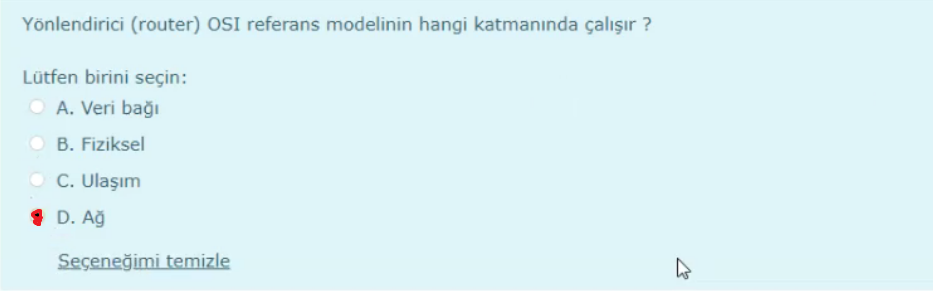 Yönlendirici (router) OSI referans modelinin hangi katmanında çalışır ?
Lütfen birini seçin:
A. Veri bağı
B. Fiziksel
C. Ulaşım
D. Ağ
Seçeneğimi temizle